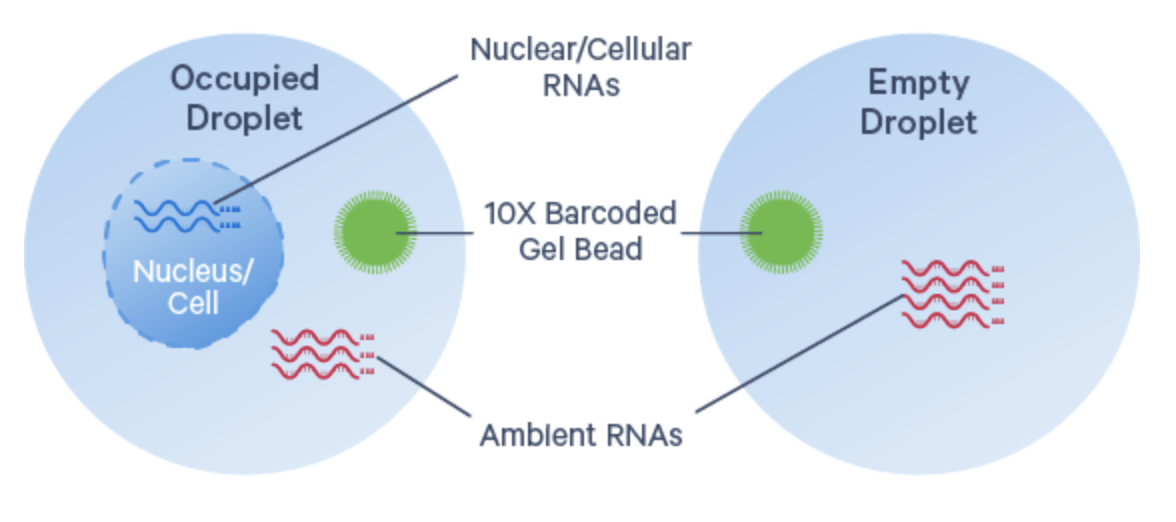 Occupied
Droplet
Nucleus/
Cell
Nuclear/Cellular
RNAs
10X Barcoded
Gel Bead
Ambient RNAs
Empty
Droplet